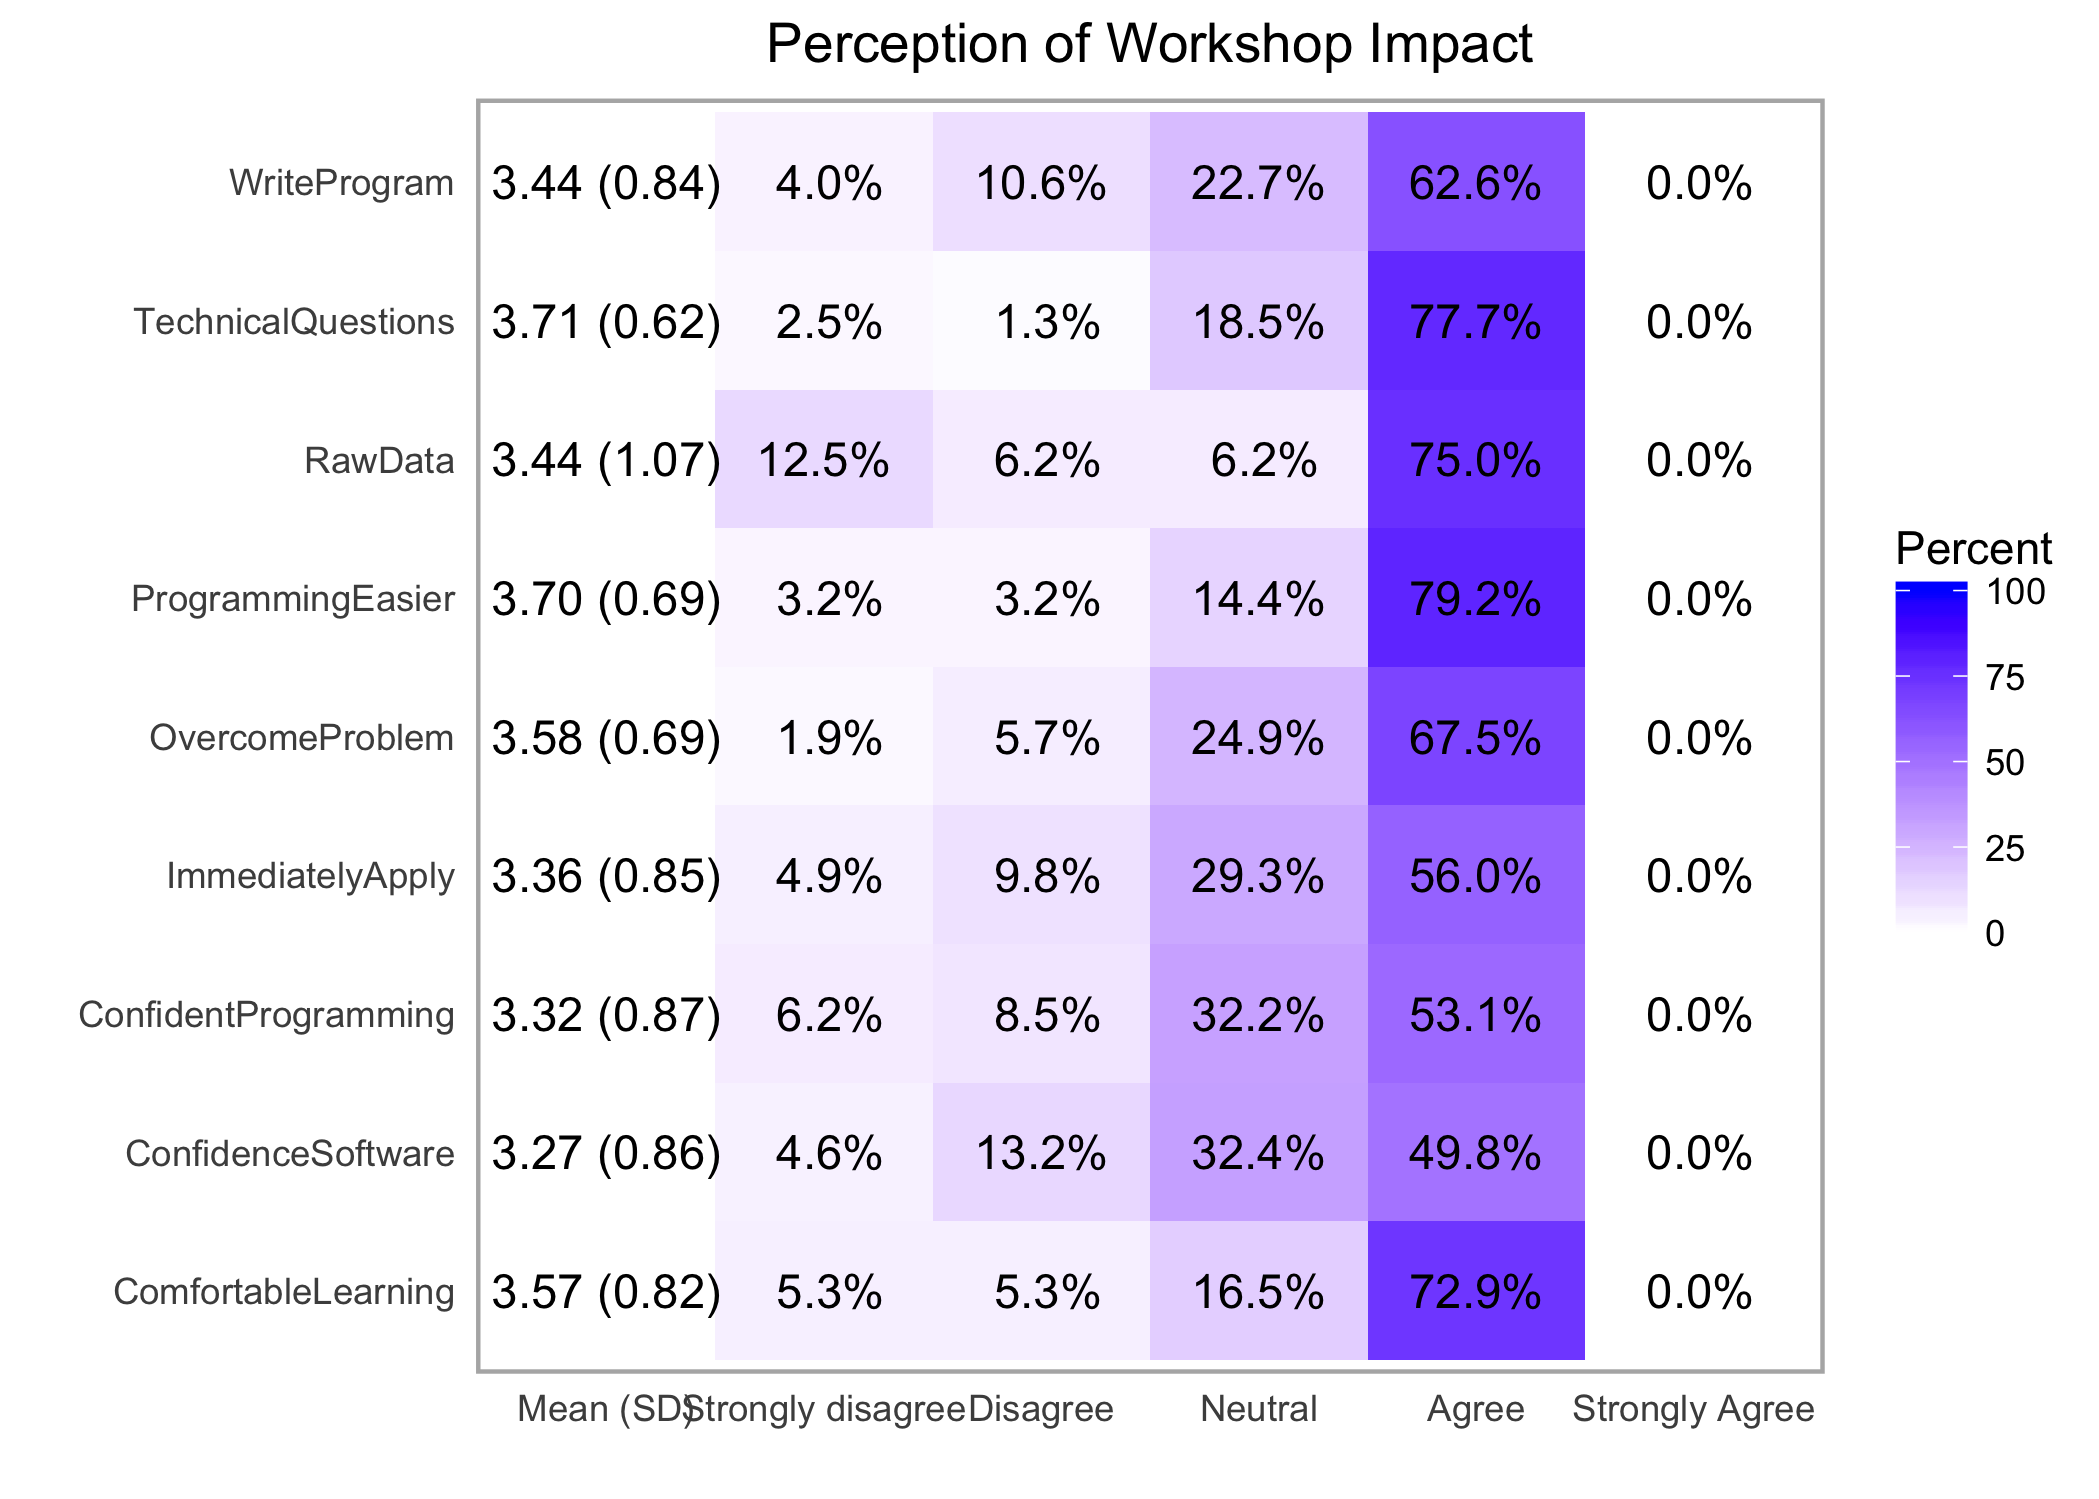 Perception of Workshop Impact
WriteProgram 3.44 (0.84) 4.0% 10.6% 22.7% 62.6% 0.0%
TechnicalQuestions 3.71 (0.62) 2.5% 1.3% 18.5% 77.7% 0.0%
RawData 3.44 (1.07) 12.5% 6.2% 6.2% 75.0% 0.0%
ProgrammingEasier 3.70 (0.69) 3.2% 3.2% 14.4% 79.2% 0.0%
OvercomeProblem 3.58 (0.69) 1.9% 5.7% 24.9% 67.5% 0.0%
ImmediatelyApply 3.36 (0.85) 4.9% 9.8% 29.3% 56.0% 0.0%
ConfidentProgramming 3.32 (0.87) 6.2% 8.5% 32.2% 53.1% 0.0%
ConfidenceSoftware 3.27 (0.86) 4.6% 13.2% 32.4% 49.8% 0.0%
ComfortableLearning 3.57 (0.82) 5.3% 5.3% 16.5% 72.9% 0.0%
Mean (SD) Strongly disagree Disagree Neutral Agree Strongly Agree
Percent
100
75
50
25
0